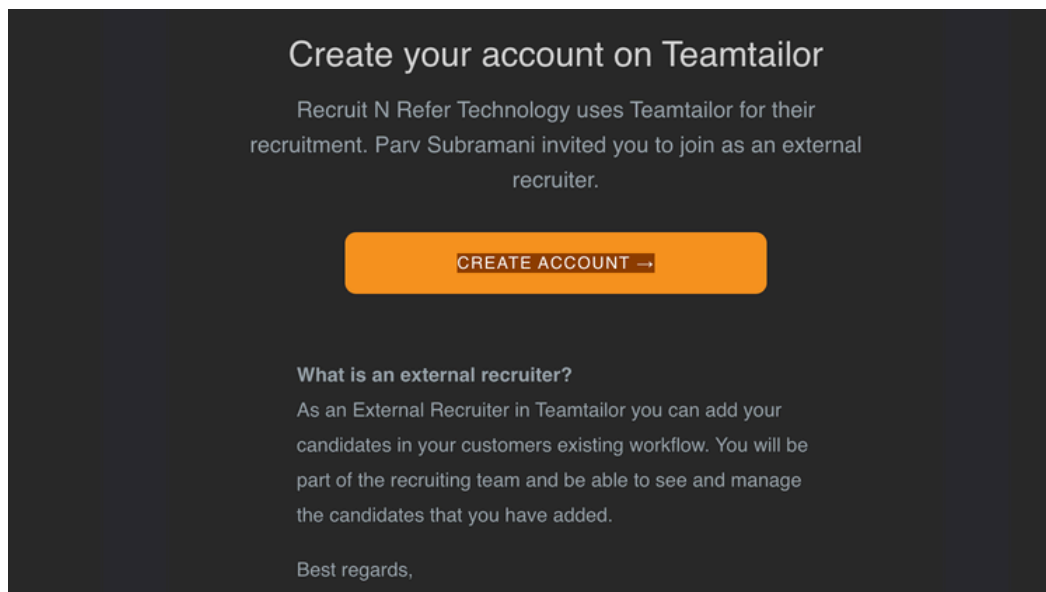 Create your account on Teamtailor
Recruit N Refer Technology uses Teamtailor for their
recruitment. Parv Subramani invited you to join as an external
recruiter.
CREATE ACCOUNT →
What is an external recruiter?
As an External Recruiter in Teamtailor you can add your
candidates in your customers existing workflow. You will be
part of the recruiting team and be able to see and manage
the candidates that you have added.
Best regards,